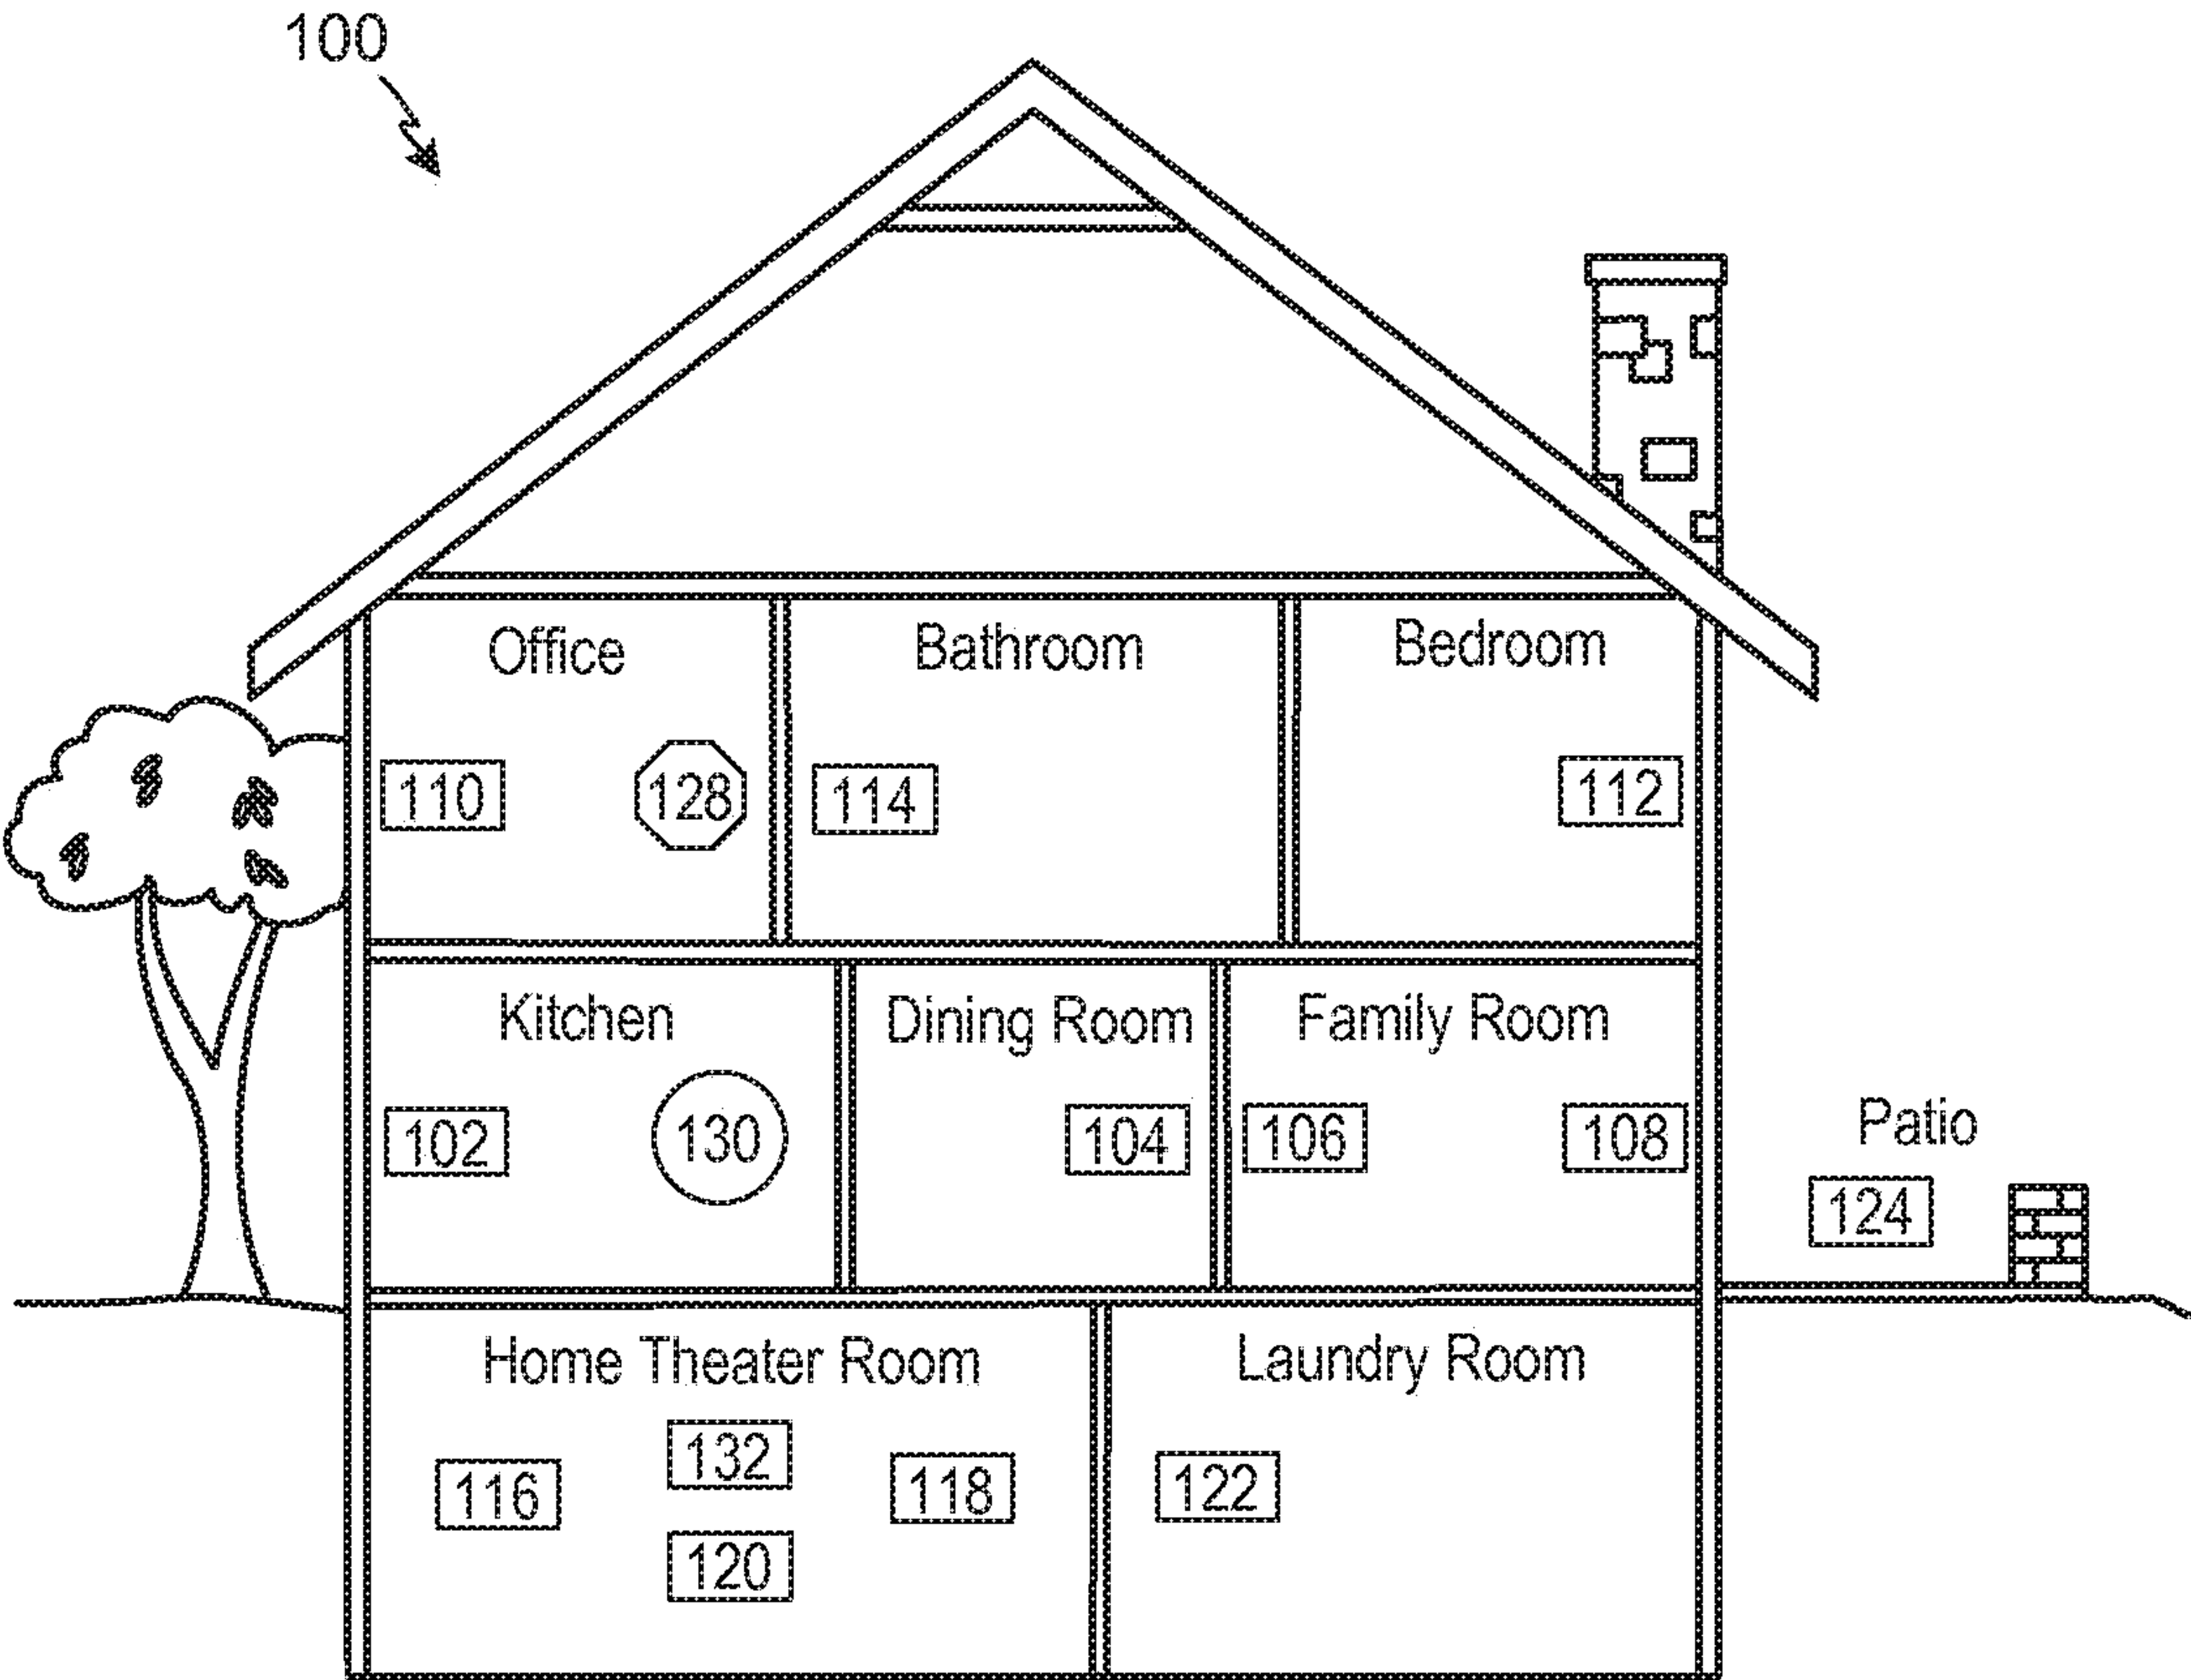 100
Office
Bathroom
Bedroom
110
128
114
112
Kitchen
Dining Room
Family Room
102
130
104
106
108
Patio
124
Home Theater Room
Laundry Room
116
132
118
122
120